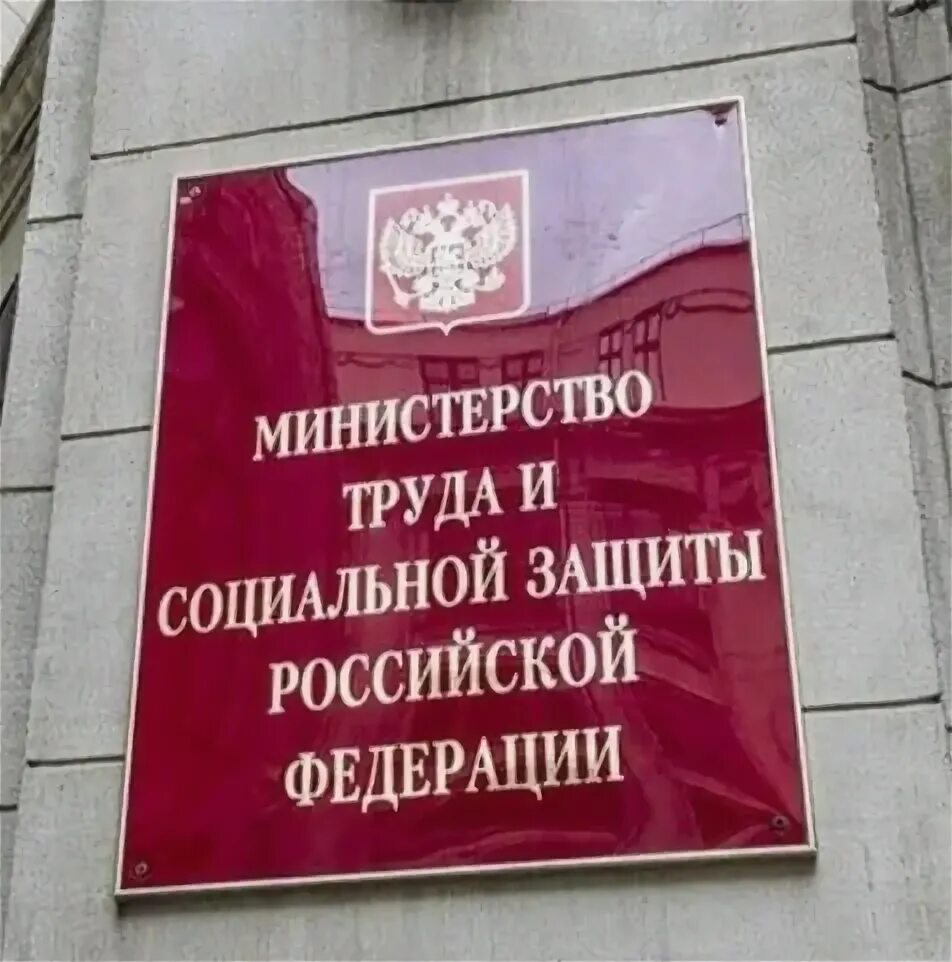 МИНИСТЕРСТВО
ТРУДА И
СОЦИАЛЬНОЙ ЗАЩИТЫ
РОССИЙСКОЙ
ФЕДЕРАЦИИ